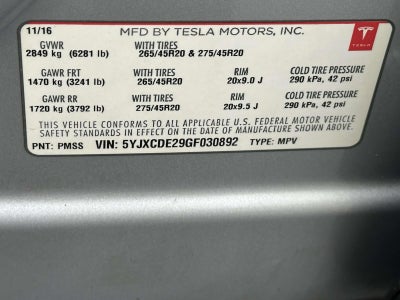 11/16 MFD BY TESLA MOTORS, INC.
GVWR WITH TIRES
2849 kg (6281 lb) 265/45R20 and 275/45R20
TESLA
GAWR FRT WITH TIRES RIM COLD TIRE PRESSURE
1470 kg (3241 lb) 265/45R20 20x9.0 J 290 kPa, 42 psi
GAWR RR WITH TIRES RIM COLD TIRE PRESSURE
1720 kg (3792 lb) 275/45R20 20x9.5 J 290 kPa, 42 psi
THIS VEHICLE CONFORMS TO ALL APPLICABLE U.S. FEDERAL MOTOR VEHICLE
SAFETY STANDARDS IN EFFECT ON THE DATE OF MANUFACTURE SHOWN ABOVE.
PNT: PMSS VIN: 5YJXCDE29GF030892 TYPE: MPV